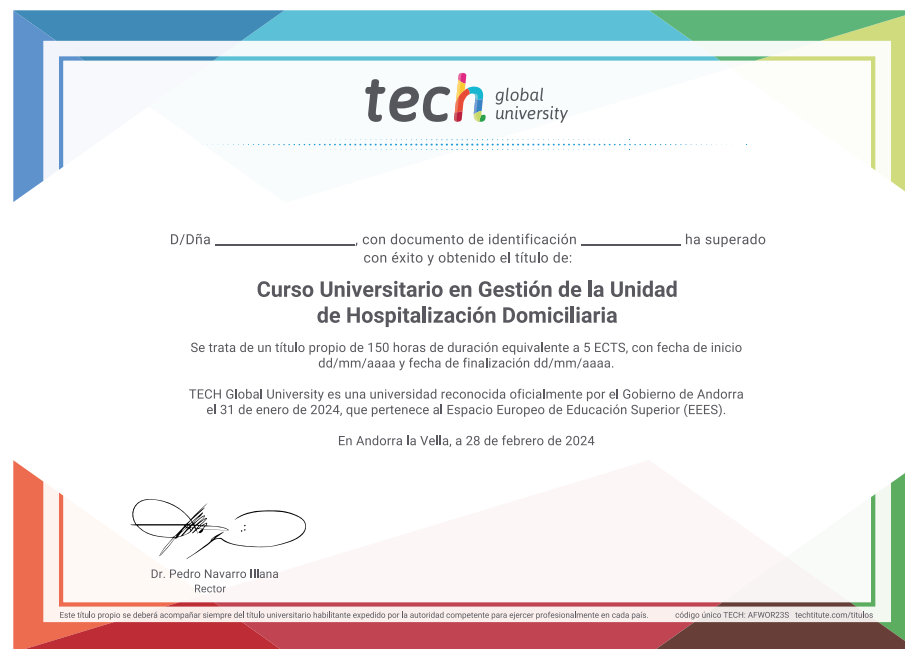 tech global university
D/Dña ____________________, con documento de identificación ______________ ha superado
con éxito y obtenido el título de:
Curso Universitario en Gestión de la Unidad
de Hospitalización Domiciliaria
Se trata de un título propio de 150 horas de duración equivalente a 5 ECTS, con fecha de inicio
dd/mm/aaaa y fecha de finalización dd/mm/aaaa.
TECH Global University es una universidad reconocida oficialmente por el Gobierno de Andorra
el 31 de enero de 2024, que pertenece al Espacio Europeo de Educación Superior (EEES).
En Andorra la Vella, a 28 de febrero de 2024
Dr. Pedro Navarro Illana
Rector
Este título propio se deberá acompañar siempre del título universitario habilitante expedido por la autoridad competente para ejercer profesionalmente en cada país. código único TECH: AFWOR23S techtitute.com/títulos